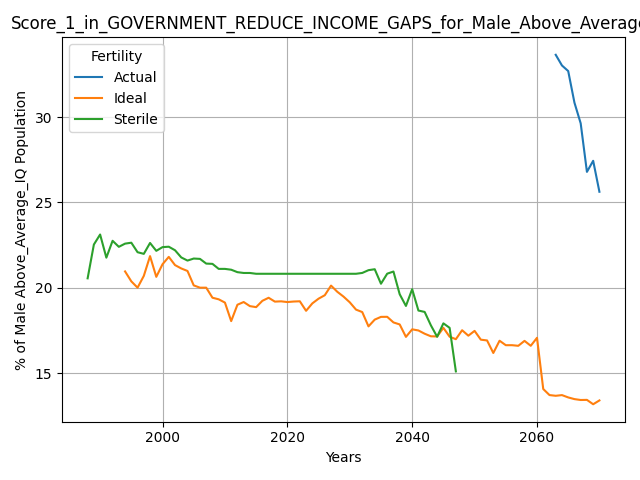 Score_1_in_GOVERNMENT_REDUCE_INCOME_GAPS_for_Male_Above_Average
Fertility
Actual
Ideal
Sterile
% of Male Above_Average_IQ Population
30
25
20
15
2000
2020
2040
2060
Years